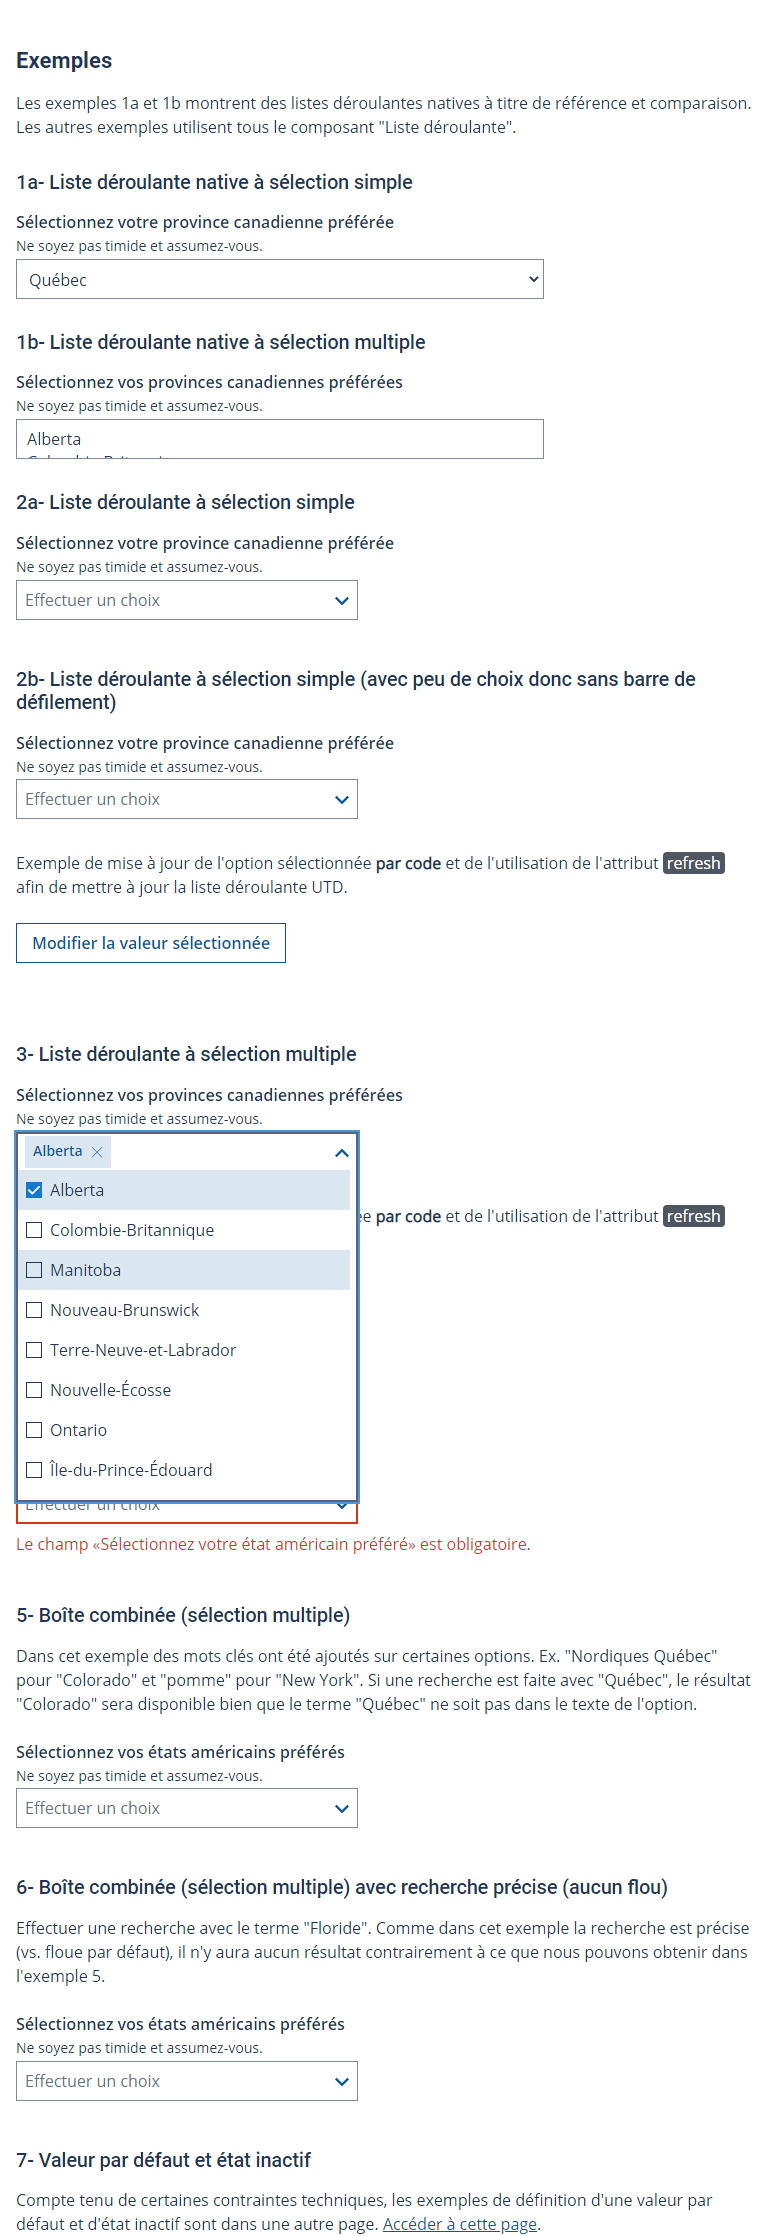 Exemples
Les exemples 1a et 1b montrent des listes déroulantes natives à titre de référence et comparaison.
Les autres exemples utilisent tous le composant "Liste déroulante".
1a- Liste déroulante native à sélection simple
Sélectionnez votre province canadienne préférée
Ne soyez pas timide et assumez-vous.
Québec
1b- Liste déroulante native à sélection multiple
Sélectionnez vos provinces canadiennes préférées
Ne soyez pas timide et assumez-vous.
Alberta
2a- Liste déroulante à sélection simple
Sélectionnez votre province canadienne préférée
Ne soyez pas timide et assumez-vous.
Effectuer un choix
2b- Liste déroulante à sélection simple (avec peu de choix donc sans barre de
défilement)
Sélectionnez votre province canadienne préférée
Ne soyez pas timide et assumez-vous.
Effectuer un choix
Exemple de mise à jour de l'option sélectionnée par code et de l'utilisation de l'attribut refresh
afin de mettre à jour la liste déroulante UTD.
Modifier la valeur sélectionnée
3- Liste déroulante à sélection multiple
Sélectionnez vos provinces canadiennes préférées
Ne soyez pas timide et assumez-vous.
Alberta
Alberta
par code et de l'utilisation de l'attribut refresh
Colombie-Britannique
Manitoba
Nouveau-Brunswick
Terre-Neuve-et-Labrador
Nouvelle-Écosse
Ontario
Île-du-Prince-Édouard
Effectuer un choix
Le champ «Sélectionnez votre état américain préféré» est obligatoire.
5- Boîte combinée (sélection multiple)
Dans cet exemple des mots clés ont été ajoutés sur certaines options. Ex. "Nordiques Québec"
pour "Colorado" et "pomme" pour "New York". Si une recherche est faite avec "Québec", le résultat
"Colorado" sera disponible bien que le terme "Québec" ne soit pas dans le texte de l'option.
Sélectionnez vos états américains préférés
Ne soyez pas timide et assumez-vous.
Effectuer un choix
6- Boîte combinée (sélection multiple) avec recherche précise (aucun flou)
Effectuer une recherche avec le terme "Floride". Comme dans cet exemple la recherche est précise
(vs. floue par défaut), il n'y aura aucun résultat contrairement à ce que nous pouvons obtenir dans
l'exemple 5.
Sélectionnez vos états américains préférés
Ne soyez pas timide et assumez-vous.
Effectuer un choix
7- Valeur par défaut et état inactif
Compte tenu de certaines contraintes techniques, les exemples de définition d'une valeur par
défaut et d'état inactif sont dans une autre page. Accéder à cette page.